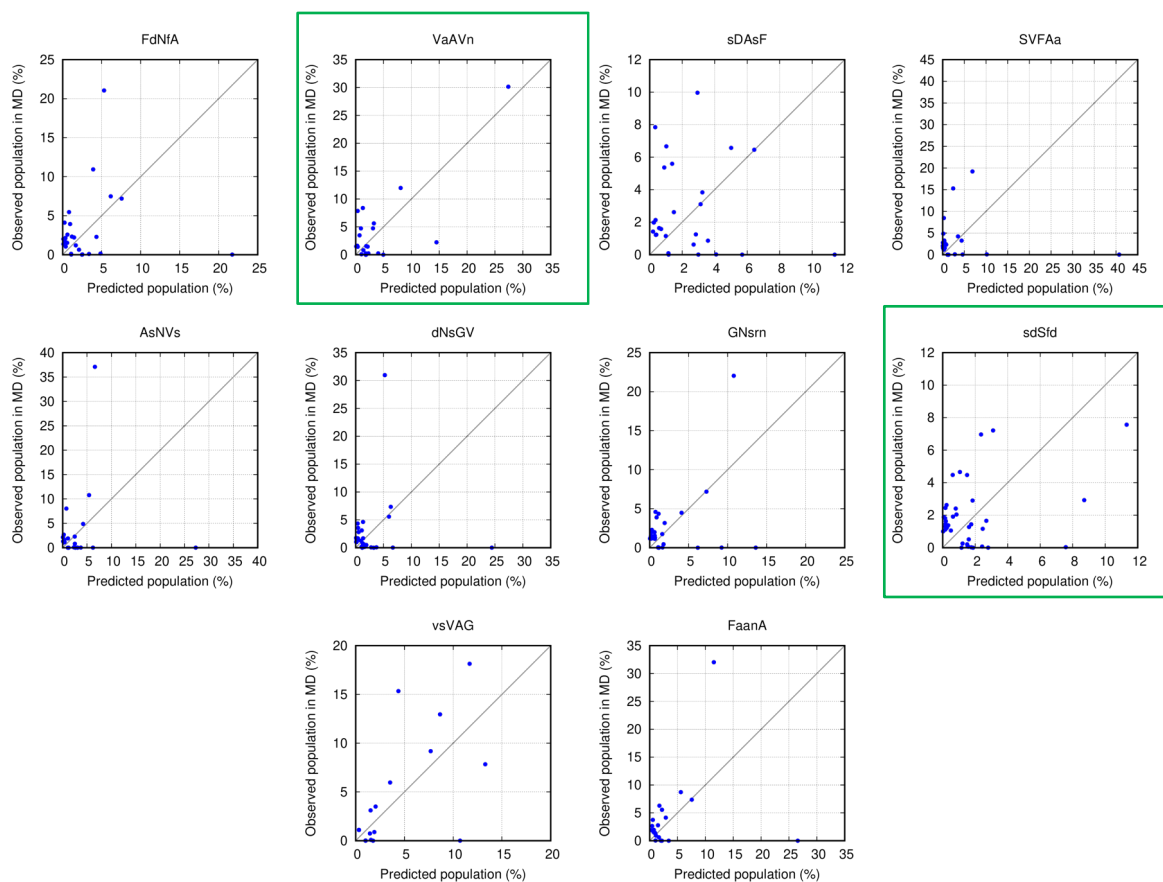 FdNfA
VaAVn
sDAsF
SVFAa
Observed population in MD (%)
25
20
15
10
5
0
0 5 10 15 20 25
Predicted population (%)
Observed population in MD (%)
35
30
25
20
15
10
5
0
0 5 10 15 20 25 30 35
Predicted population (%)
Observed population in MD (%)
12
10
8
6
4
2
0
0 2 4 6 8 10 12
Predicted population (%)
Observed population in MD (%)
45
40
35
30
25
20
15
10
5
0
0 5 10 15 20 25 30 35 40 45
Predicted population (%)
AsNVs
dNsGV
GNsrn
sdSfd
Observed population in MD (%)
40
35
30
25
20
15
10
5
0
0 5 10 15 20 25 30 35 40
Predicted population (%)
Observed population in MD (%)
35
30
25
20
15
10
5
0
0 5 10 15 20 25 30 35
Predicted population (%)
Observed population in MD (%)
25
20
15
10
5
0
0 5 10 15 20 25
Predicted population (%)
Observed population in MD (%)
12
10
8
6
4
2
0
0 2 4 6 8 10 12
Predicted population (%)
vsVAG
FaanA
Observed population in MD (%)
20
15
10
5
0
0 5 10 15 20
Predicted population (%)
Observed population in MD (%)
35
30
25
20
15
10
5
0
0 5 10 15 20 25 30 35
Predicted population (%)